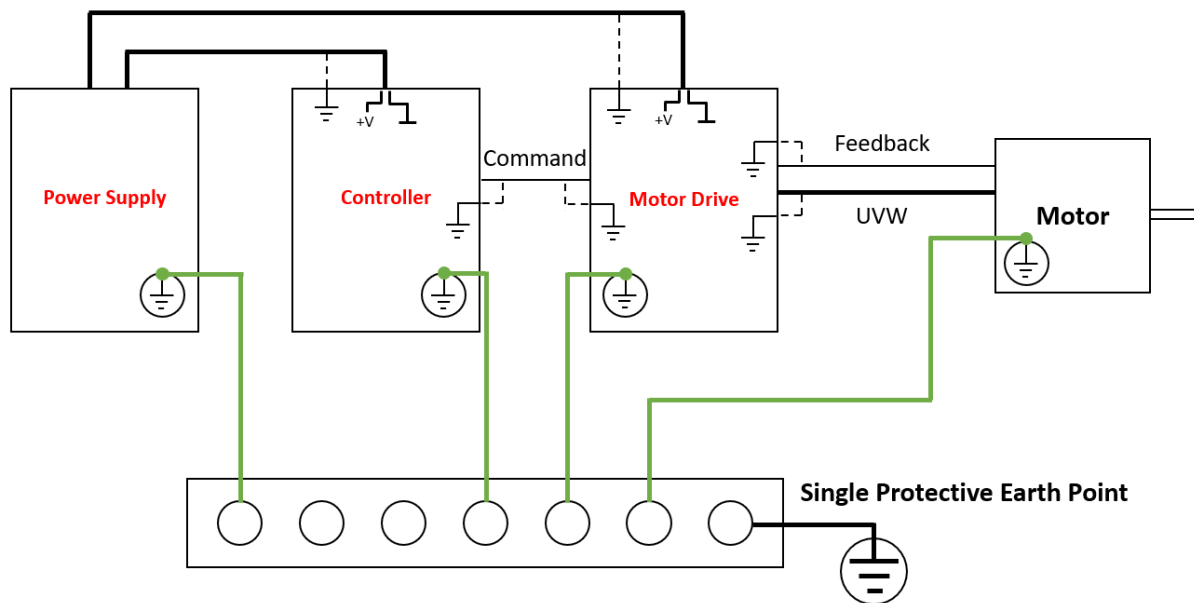 +V
+V
Command
Feedback
Power Supply
Controller
Motor Drive
UVW
Motor
Single Protective Earth Point